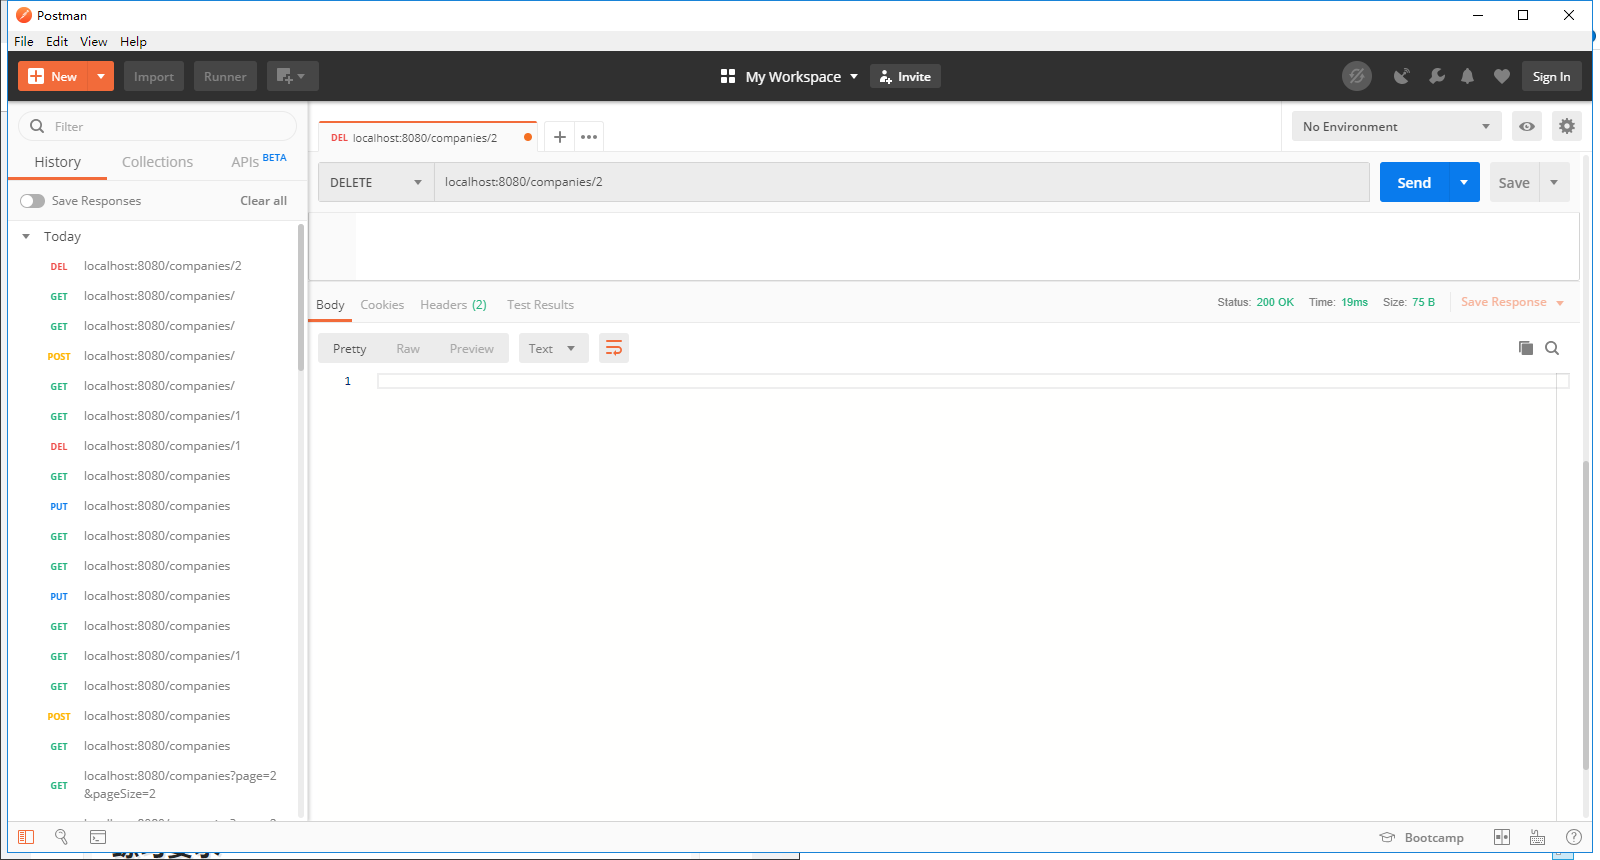 Postman
File Edit View Help
New Import Runner My Workspace Invite Sign In
Filter
History Collections APIs BETA
Save Responses Clear all
Today
DEL localhost:8080/companies/2
GET localhost:8080/companies/
GET localhost:8080/companies/
POST localhost:8080/companies/
GET localhost:8080/companies/
GET localhost:8080/companies/1
DEL localhost:8080/companies/1
GET localhost:8080/companies
PUT localhost:8080/companies
GET localhost:8080/companies
GET localhost:8080/companies
PUT localhost:8080/companies
GET localhost:8080/companies
GET localhost:8080/companies/1
GET localhost:8080/companies
POST localhost:8080/companies
GET localhost:8080/companies
GET localhost:8080/companies?page=2
&pageSize=2
DEL localhost:8080/companies/2
No Environment
DELETE localhost:8080/companies/2 Send Save
Body Cookies Headers (2) Test Results Status: 200 OK Time: 19ms Size: 75 B Save Response
Pretty Raw Preview Text
1
Bootcamp